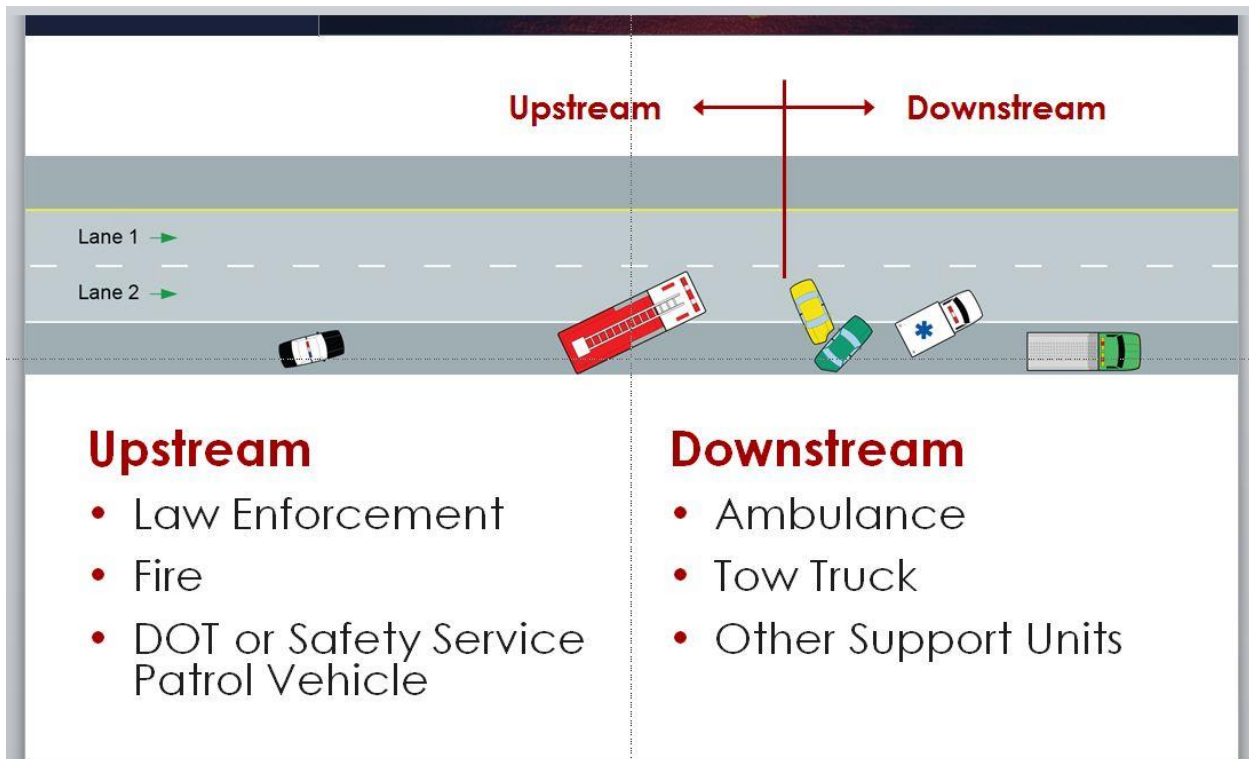 Upstream Downstream
Lane 1
Lane 2
Upstream
• Law Enforcement
• Fire
• DOT or Safety Service
Patrol Vehicle
Downstream
• Ambulance
• Tow Truck
• Other Support Units